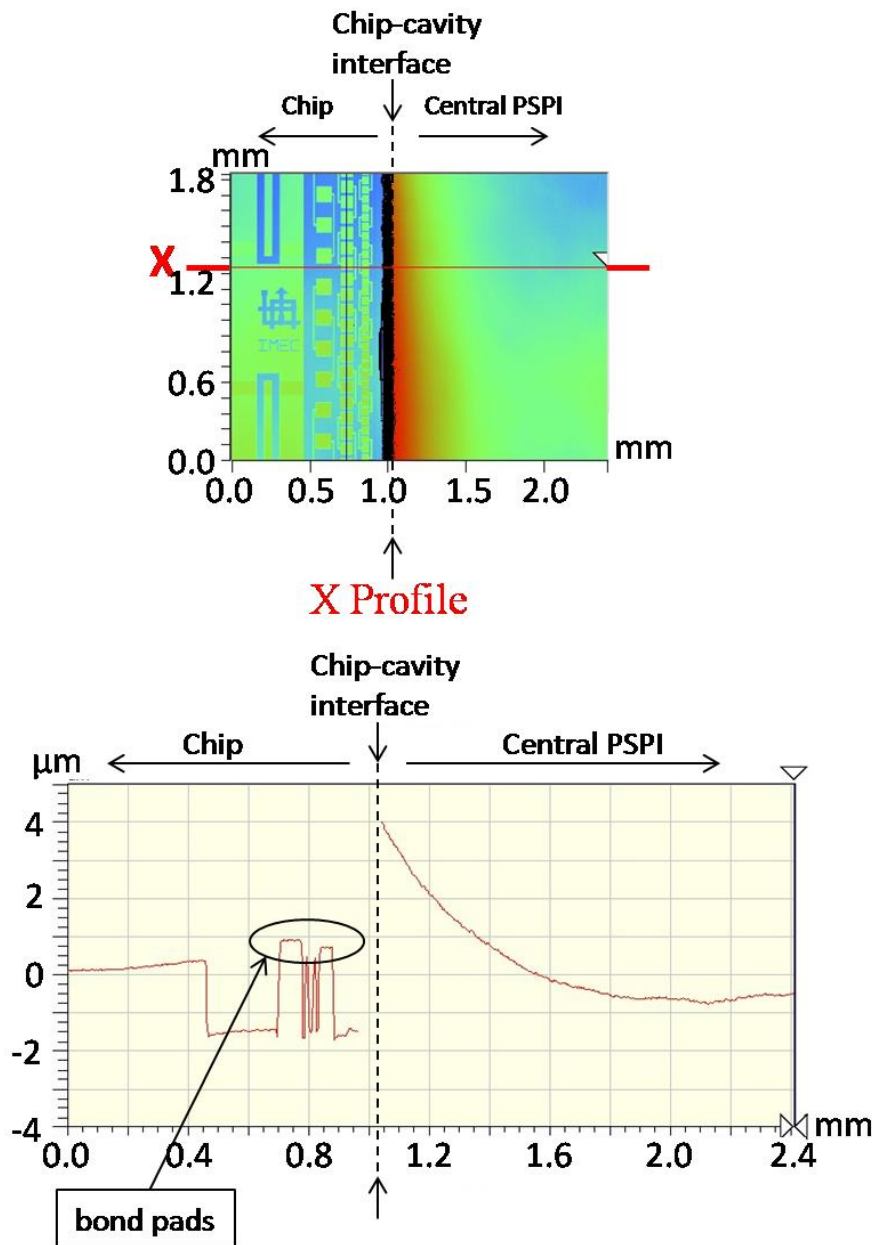 Chip-cavity
interface
Chip
Central PSPI
mm
1.8
X
1.2
IMEC
0.6
0.0
mm
0.0 0.5 1.0 1.5 2.0
X Profile
Chip-cavity
interface
Chip
Central PSPI
µm
4
2
0
-2
-4
mm
0.0 0.4 0.8 1.2 1.6 2.0 2.4
bond pads